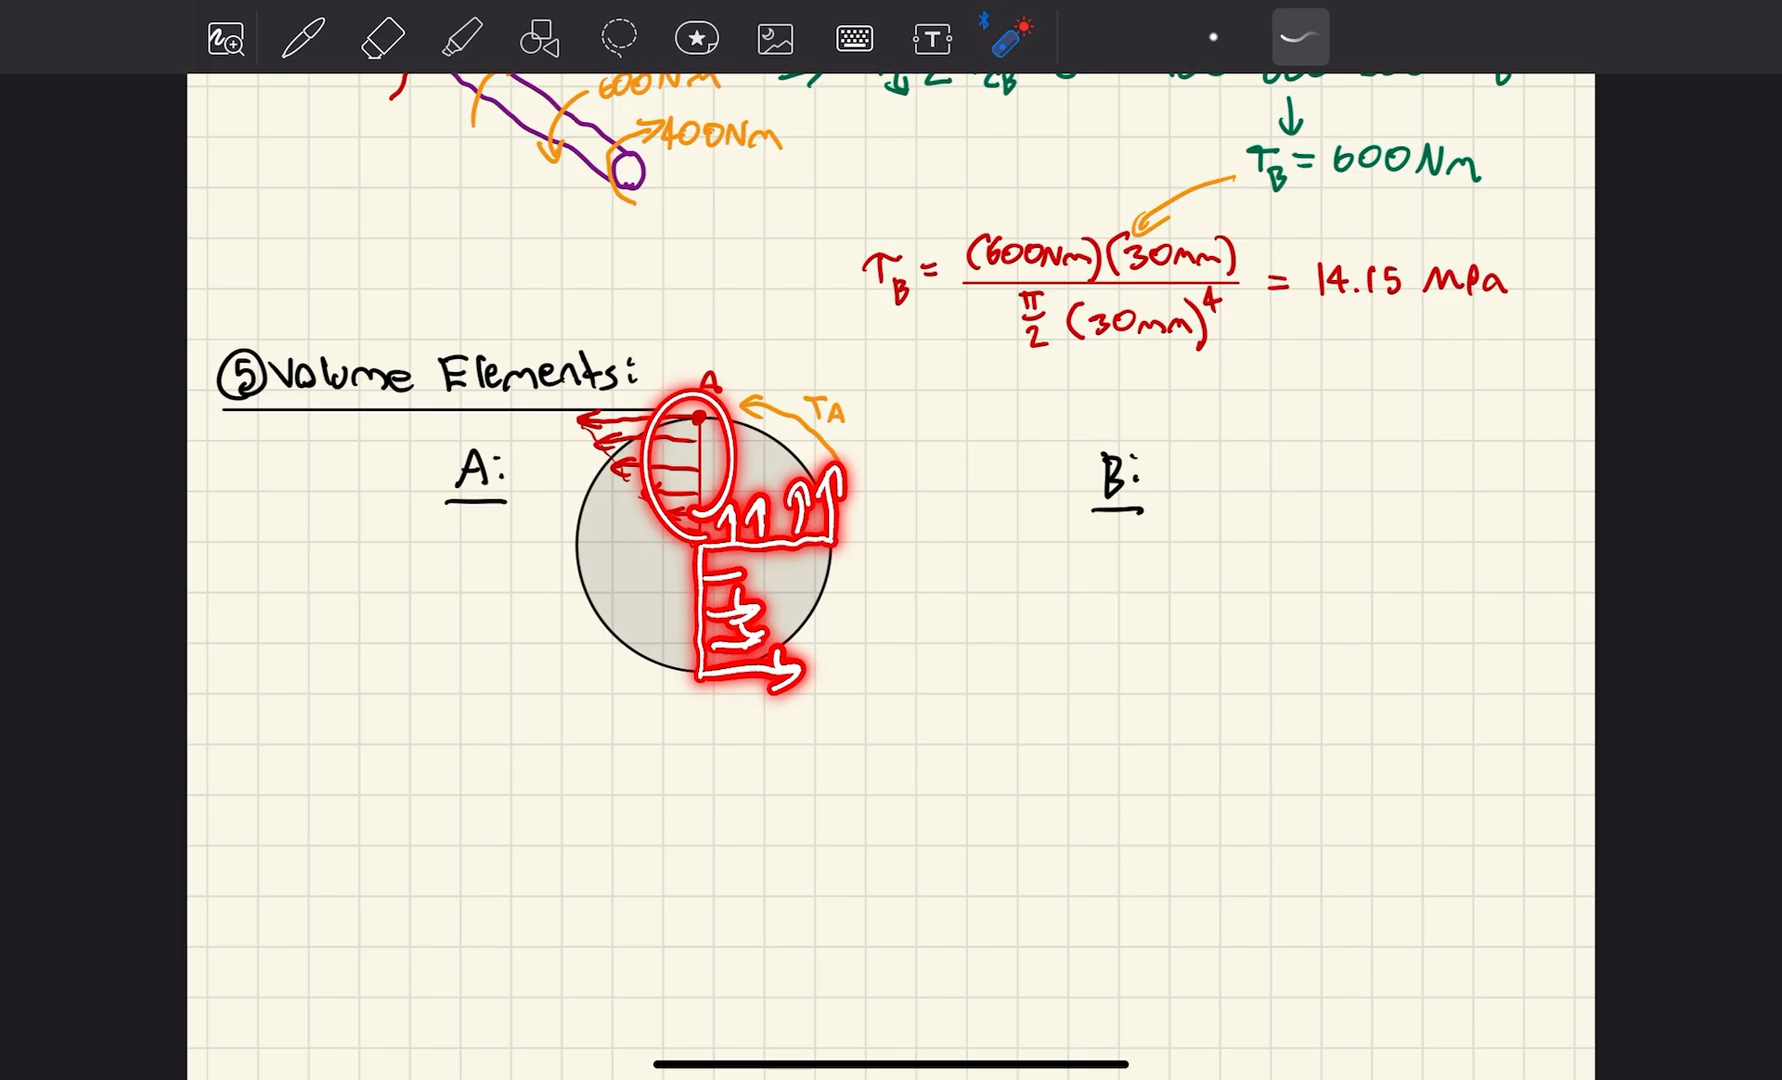 600Nm
400Nm
T_B = 600Nm
τ_B = (600Nm)(30mm) / π/2 (30mm)^4 = 14.15 MPa
⑤ Volume Elements:
A
T_A
A:
B: